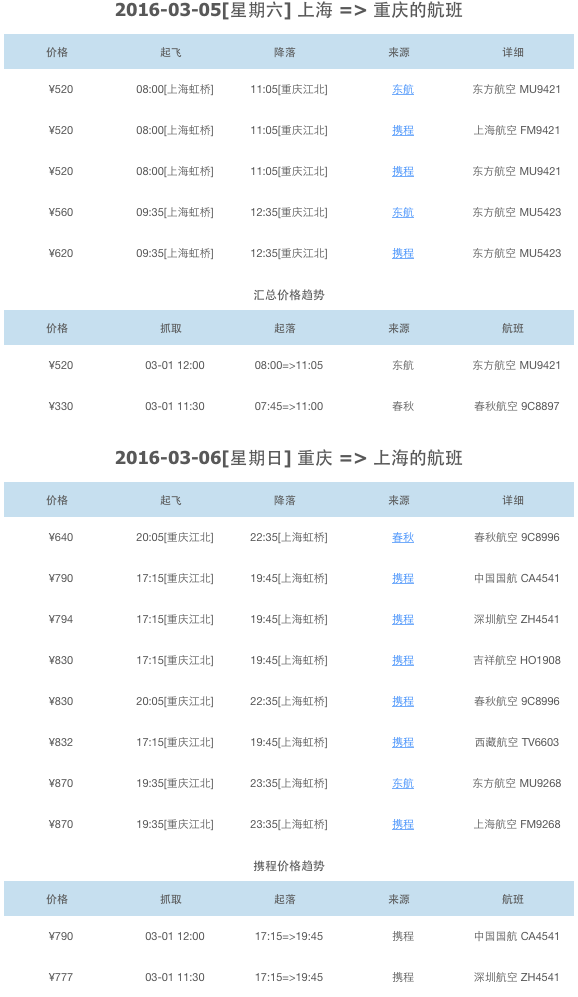 2016-03-05[星期六] 上海 => 重庆的航班
价格 起飞 降落 来源 详细
¥520 08:00[上海虹桥] 11:05[重庆江北] 东航 东方航空 MU9421
¥520 08:00[上海虹桥] 11:05[重庆江北] 携程 上海航空 FM9421
¥520 08:00[上海虹桥] 11:05[重庆江北] 携程 东方航空 MU9421
¥560 09:35[上海虹桥] 12:35[重庆江北] 东航 东方航空 MU5423
¥620 09:35[上海虹桥] 12:35[重庆江北] 携程 东方航空 MU5423
汇总价格趋势
价格 抓取 起落 来源 航班
¥520 03-01 12:00 08:00=>11:05 东航 东方航空 MU9421
¥330 03-01 11:30 07:45=>11:00 春秋 春秋航空 9C8897
2016-03-06[星期日] 重庆 => 上海的航班
价格 起飞 降落 来源 详细
¥640 20:05[重庆江北] 22:35[上海虹桥] 春秋 春秋航空 9C8996
¥790 17:15[重庆江北] 19:45[上海虹桥] 携程 中国国航 CA4541
¥794 17:15[重庆江北] 19:45[上海虹桥] 携程 深圳航空 ZH4541
¥830 17:15[重庆江北] 19:45[上海虹桥] 携程 吉祥航空 HO1908
¥830 20:05[重庆江北] 22:35[上海虹桥] 携程 春秋航空 9C8996
¥832 17:15[重庆江北] 19:45[上海虹桥] 携程 西藏航空 TV6603
¥870 19:35[重庆江北] 23:35[上海虹桥] 东航 东方航空 MU9268
¥870 19:35[重庆江北] 23:35[上海虹桥] 携程 上海航空 FM9268
携程价格趋势
价格 抓取 起落 来源 航班
¥790 03-01 12:00 17:15=>19:45 携程 中国国航 CA4541
¥777 03-01 11:30 17:15=>19:45 携程 深圳航空 ZH4541